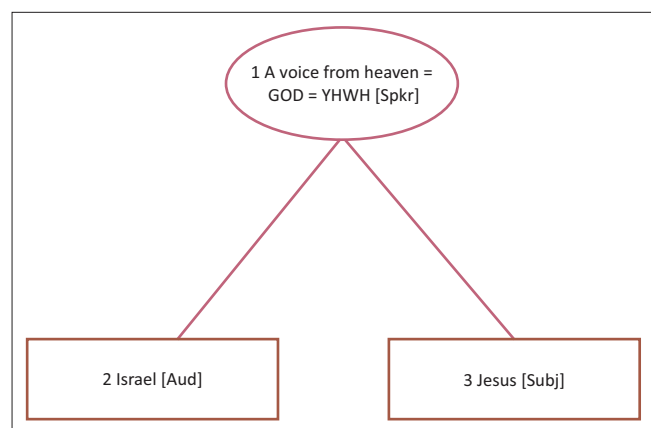 1 A voice from heaven =
GOD = YHWH [Spkr]
2 Israel [Aud]
3 Jesus [Subj]